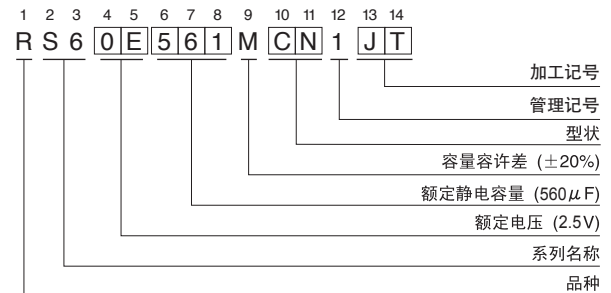 1 2 3 4 5 6 7 8 9 10 11 12 13 14
R S 6 0 E 5 6 1 M C N 1 J T
加工记号
管理记号
型状
容量容许差 (±20%)
额定静电容量 (560μF)
额定电压 (2.5V)
系列名称
品种